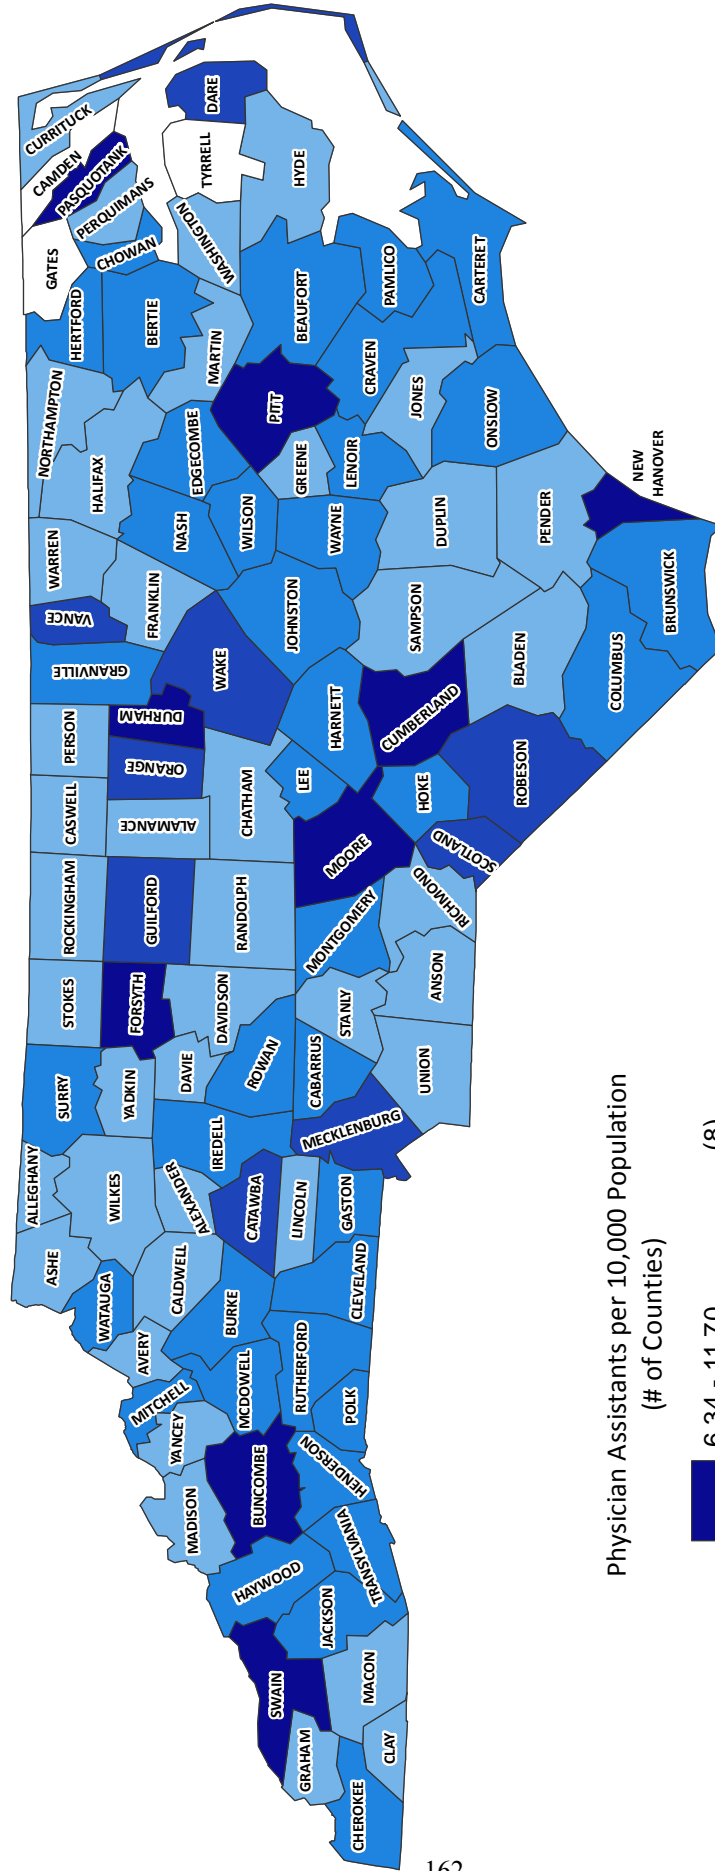 ALLEGHANY
NORTHAMPTON
CURRITUCK
CAMDEN
GATES
ASHE
SURRY
STOKES
ROCKINGHAM
CASWELL
PERSON
GRANVILLE
VANCE
WARREN
HERTFORD
PASQUOTANK
PERQUIMANS
HALIFAX
WATAUGA
WILKES
YADKIN
CHOWAN
FORSYTH
GUILFORD
ORANGE
DURHAM
FRANKLIN
BERTIE
AVERY
MITCHELL
ALAMANCE
NASH
CALDWELL
ALEXANDER
DAVIE
EDGECOMBE
MARTIN
WASHINGTON
TYRRELL
DARE
YANCEY
MADISON
IREDELL
DAVIDSON
WAKE
BURKE
RANDOLPH
CHATHAM
WILSON
MCDOWELL
CATAWBA
ROWAN
BUNCOMBE
PITT
SWAIN
HAYWOOD
JOHNSTON
BEAUFORT
HYDE
GRAHAM
RUTHERFORD
LINCOLN
LEE
GREENE
JACKSON
HENDERSON
CABARRUS
HARNETT
WAYNE
CHEROKEE
POLK
CLEVELAND
GASTON
MECKLENBURG
STANLY
MONTGOMERY
MOORE
LENOIR
CRAVEN
MACON
TRANSYLVANIA
CLAY
PAMLICO
UNION
ANSON
RICHMOND
HOKE
CUMBERLAND
SAMPSON
DUPLIN
JONES
SCOTLAND
CARTERET
ONSLOW
ROBESON
BLADEN
PENDER
COLUMBUS
BRUNSWICK
NEW
HANOVER
162
Physician Assistants per 10,000 Population
(# of Counties)
6.34 - 11.70